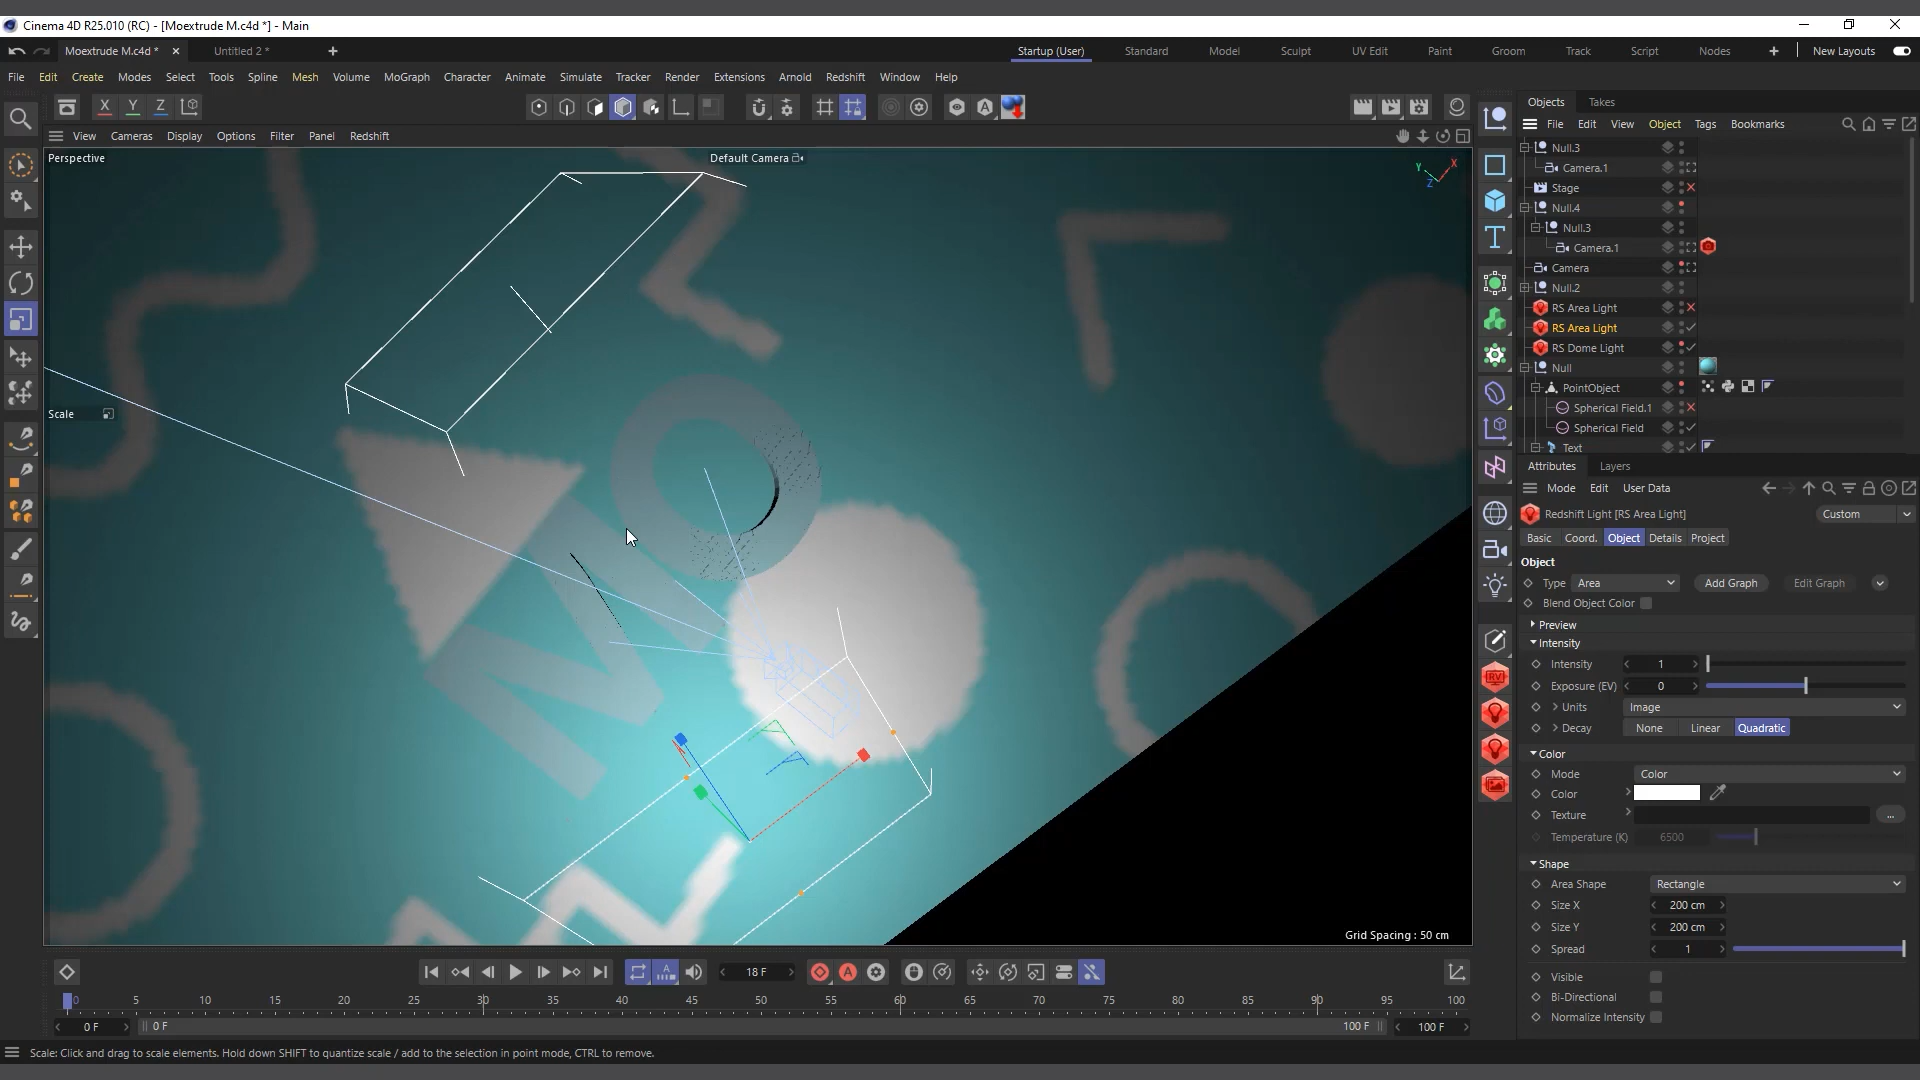 Cinema 4D R25.010 (RC) - [Moextrude M.c4d *] - Main
Moextrude M.c4d *
Untitled 2 *
Startup (User)
Standard
Model
Sculpt
UV Edit
Paint
Groom
Track
Script
Nodes
New Layouts
File Edit Create Modes Select Tools Spline Mesh Volume MoGraph Character Animate Simulate Tracker Render Extensions Arnold Redshift Window Help
X Y Z
View Cameras Display Options Filter Panel Redshift
Perspective
Default Camera
Y X Z
Scale
M O
Grid Spacing : 50 cm
Objects Takes
File Edit View Object Tags Bookmarks
Null.3
Camera.1
Stage
Null.4
Null.3
Camera.1
Camera
Null.2
RS Area Light
RS Area Light
RS Dome Light
Null
PointObject
Spherical Field.1
Spherical Field
Text
Attributes Layers
Mode Edit User Data
Redshift Light [RS Area Light]
Custom
Basic Coord. Object Details Project
Object
Type Area Add Graph Edit Graph
Blend Object Color
Preview
Intensity
Intensity 1
Exposure (EV) 0
Units Image
Decay None Linear Quadratic
Color
Mode Color
Color
Texture ...
Temperature (K) 6500
Shape
Area Shape Rectangle
Size X 200 cm
Size Y 200 cm
Spread 1
Visible
Bi-Directional
Normalize Intensity
18 F
0 5 10 15 20 25 30 35 40 45 50 55 60 65 70 75 80 85 90 95 100
0 F 0 F 100 F 100 F
Scale: Click and drag to scale elements. Hold down SHIFT to quantize scale / add to the selection in point mode, CTRL to remove.